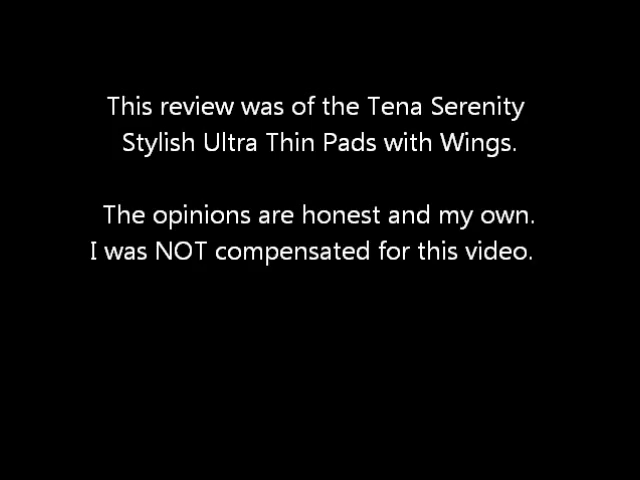 This review was of the Tena Serenity
Stylish Ultra Thin Pads with Wings.
The opinions are honest and my own.
I was NOT compensated for this video.